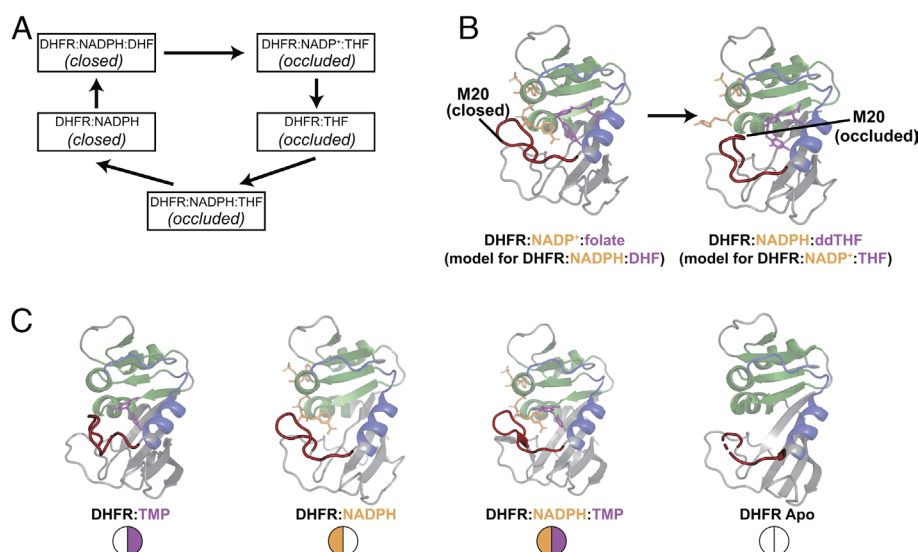 A
DHFR:NADPH:DHF
(closed)
DHFR:NADP⁺:THF
(occluded)
DHFR:NADPH
(closed)
DHFR:THF
(occluded)
DHFR:NADPH:THF
(occluded)
B
M20
(closed)
M20
(occluded)
DHFR:NADP⁺:folate
(model for DHFR:NADPH:DHF)
DHFR:NADPH:ddTHF
(model for DHFR:NADP⁺:THF)
C
DHFR:TMP
DHFR:NADPH
DHFR:NADPH:TMP
DHFR Apo